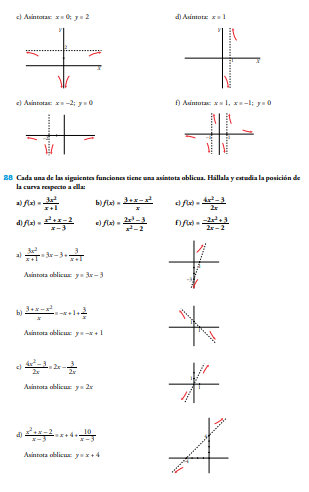 c) Asíntotas: x = 0; y = 2
d) Asíntota: x = 1
e) Asíntotas: x = –2; y = 0
f) Asíntotas: x = 1, x = –1; y = 0
28 Cada una de las siguientes funciones tiene una asíntota oblicua. Hállala y estudia la posición de
la curva respecto a ella:
a) f(x) = 3x²/(x + 1) b) f(x) = (3 + x – x²)/x c) f(x) = (4x² – 3)/2x
d) f(x) = (x² + x – 2)/(x – 3) e) f(x) = (2x³ – 3)/(x² – 2) f) f(x) = (–2x² + 3)/(2x – 2)
a) 3x²/(x + 1) = 3x – 3 + 3/(x + 1)
Asíntota oblicua: y = 3x – 3
b) (3 + x – x²)/x = –x + 1 + 3/x
Asíntota oblicua: y = –x + 1
c) (4x² – 3)/2x = 2x – 3/2x
Asíntota oblicua: y = 2x
d) (x² + x – 2)/(x – 3) = x + 4 + 10/(x – 3)
Asíntota oblicua: y = x + 4